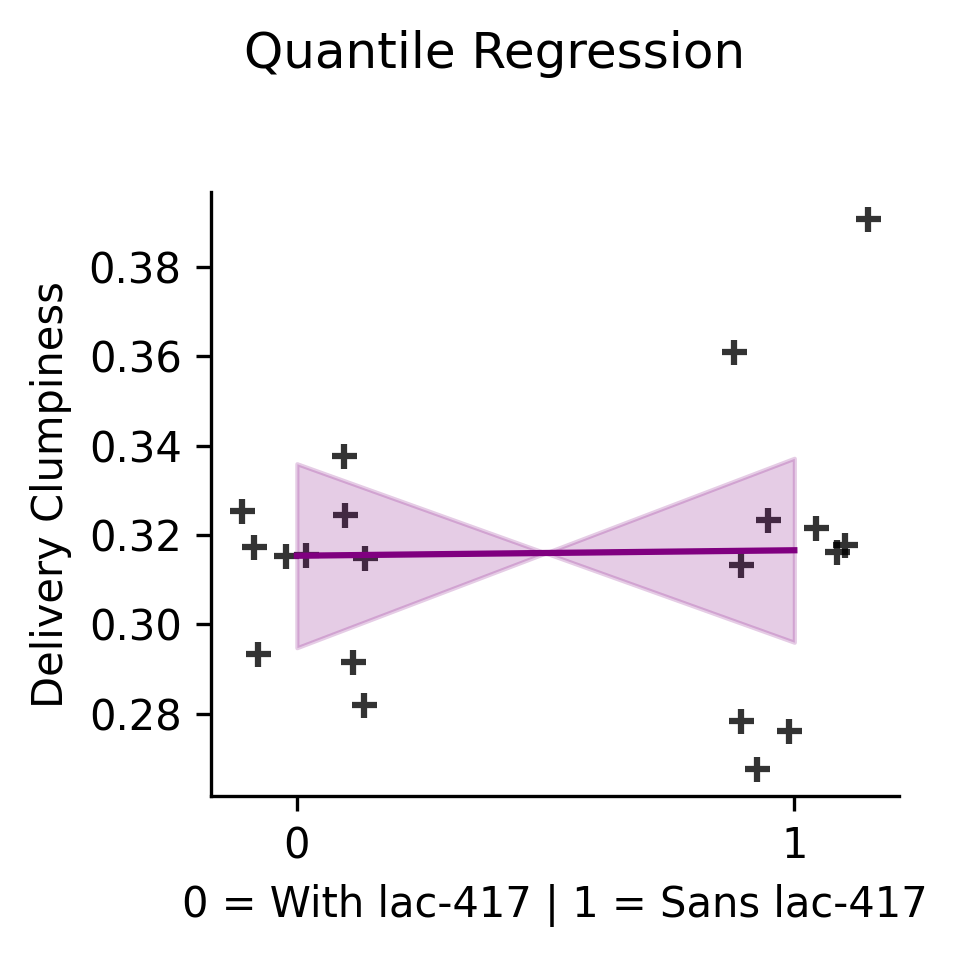 Quantile Regression
Delivery Clumpiness
0.38
0.36
0.34
0.32
0.30
0.28
0
1
0 = With lac-417 | 1 = Sans lac-417